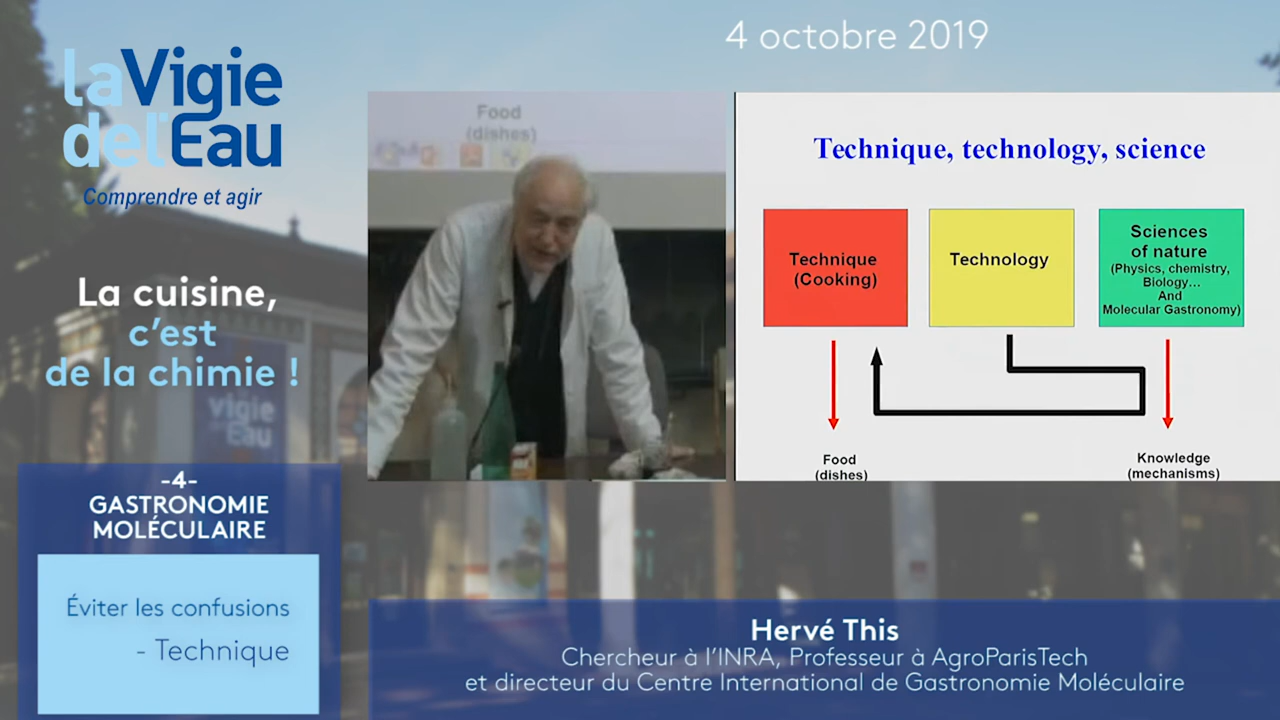 4 octobre 2019
la Vigie
de l'Eau
Comprendre et agir
La cuisine,
c'est
de la chimie !
vigie
Eau
-4-
GASTRONOMIE
MOLÉCULAIRE
Éviter les confusions
- Technique
Food
(dishes)
Technique, technology, science
Technique
(Cooking)
Technology
Sciences
of nature
(Physics, chemistry,
Biology...
And
Molecular Gastronomy)
Food
(dishes)
Knowledge
(mechanisms)
Hervé This
Chercheur à l'INRA, Professeur à AgroParisTech
et directeur du Centre International de Gastronomie Moléculaire